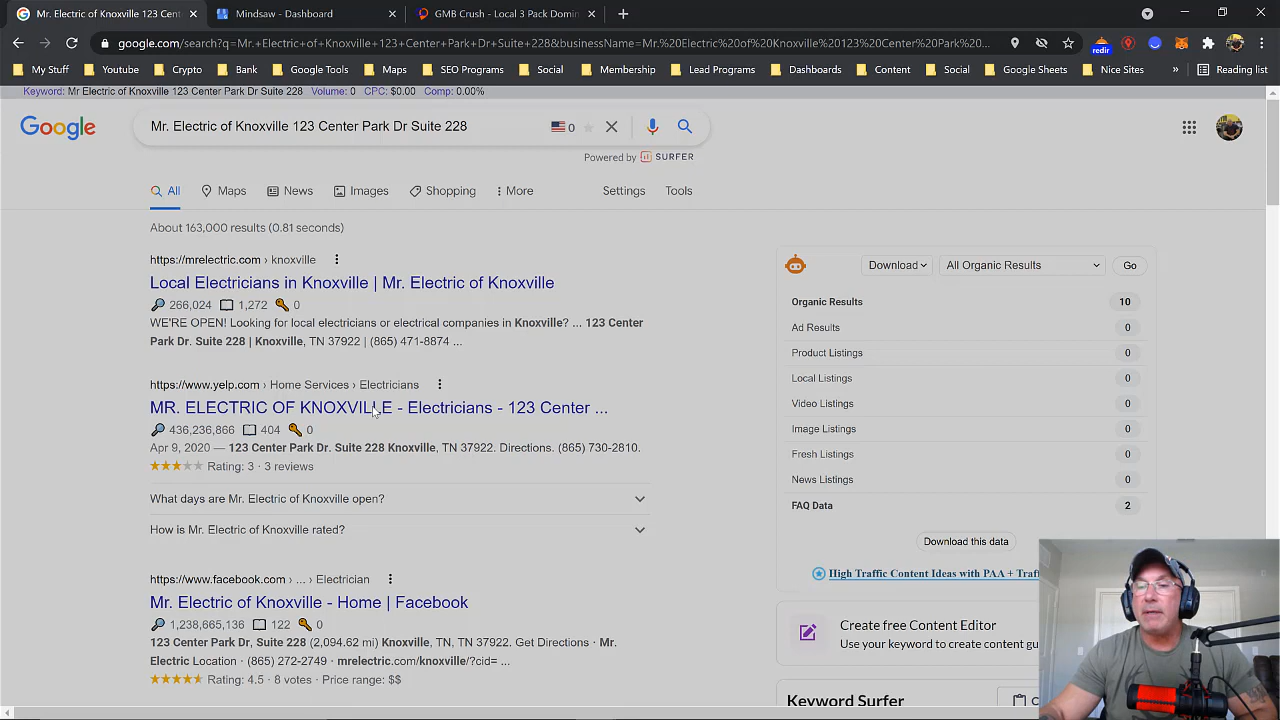 Mr. Electric of Knoxville 123 Cent
Mindsaw - Dashboard
GMB Crush - Local 3 Pack Domin
google.com/search?q=Mr.+Electric+of+Knoxville+123+Center+Park+Dr+Suite+228&businessName=Mr.%20Electric%20of%20Knoxville%20123%20Center%20Park%20...
redir
My Stuff
Youtube
Crypto
Bank
Google Tools
Maps
SEO Programs
Social
Membership
Lead Programs
Dashboards
Content
Social
Google Sheets
Nice Sites
»
Reading list
Keyword: Mr Electric of Knoxville 123 Center Park Dr Suite 228 Volume: 0 CPC: $0.00 Comp: 0.00%
Google
Mr. Electric of Knoxville 123 Center Park Dr Suite 228
0
Powered by SURFER
All
Maps
News
Images
Shopping
More
Settings
Tools
About 163,000 results (0.81 seconds)
https://mrelectric.com › knoxville
Local Electricians in Knoxville | Mr. Electric of Knoxville
266,024 1,272 0
WE'RE OPEN! Looking for local electricians or electrical companies in Knoxville? ... 123 Center
Park Dr. Suite 228 | Knoxville, TN 37922 | (865) 471-8874 ...
https://www.yelp.com › Home Services › Electricians
MR. ELECTRIC OF KNOXVILLE - Electricians - 123 Center ...
436,236,866 404 0
Apr 9, 2020 — 123 Center Park Dr. Suite 228 Knoxville, TN 37922. Directions. (865) 730-2810.
Rating: 3 · 3 reviews
What days are Mr. Electric of Knoxville open?
How is Mr. Electric of Knoxville rated?
https://www.facebook.com › ... › Electrician
Mr. Electric of Knoxville - Home | Facebook
1,238,665,136 122 0
123 Center Park Dr, Suite 228 (2,094.62 mi) Knoxville, TN, TN 37922. Get Directions · Mr.
Electric Location · (865) 272-2749 · mrelectric.com/knoxville/?cid= ...
Rating: 4.5 · 8 votes · Price range: $$
Download
All Organic Results
Go
Organic Results 10
Ad Results 0
Product Listings 0
Local Listings 0
Video Listings 0
Image Listings 0
Fresh Listings 0
News Listings 0
FAQ Data 2
Download this data
High Traffic Content Ideas with PAA + Traf
Create free Content Editor
Use your keyword to create content gu
Keyword Surfer